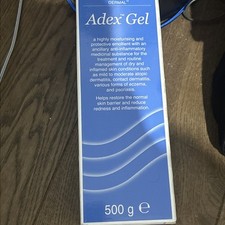 DERMAL™
Adex™ Gel
a highly moisturising and
protective emollient with an
ancillary anti-inflammatory
medicinal substance for the
treatment and routine
management of dry and
inflamed skin conditions such
as mild to moderate atopic
dermatitis, contact dermatitis,
various forms of eczema,
and psoriasis.
Helps restore the normal
skin barrier and reduce
redness and inflammation.
500 g ℮